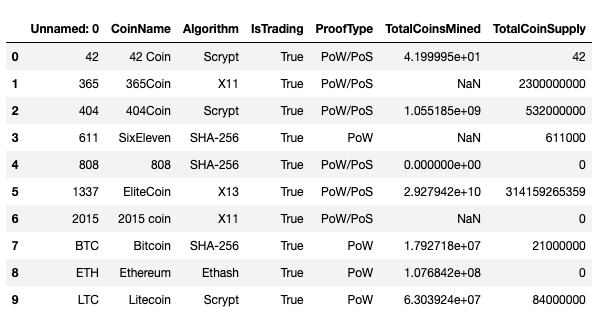 Unnamed: 0 CoinName Algorithm IsTrading ProofType TotalCoinsMined TotalCoinSupply
0 42 42 Coin Scrypt True PoW/PoS 4.199995e+01 42
1 365 365Coin X11 True PoW/PoS NaN 2300000000
2 404 404Coin Scrypt True PoW/PoS 1.055185e+09 532000000
3 611 SixEleven SHA-256 True PoW NaN 611000
4 808 808 SHA-256 True PoW/PoS 0.000000e+00 0
5 1337 EliteCoin X13 True PoW/PoS 2.927942e+10 314159265359
6 2015 2015 coin X11 True PoW/PoS NaN 0
7 BTC Bitcoin SHA-256 True PoW 1.792718e+07 21000000
8 ETH Ethereum Ethash True PoW 1.076842e+08 0
9 LTC Litecoin Scrypt True PoW 6.303924e+07 84000000